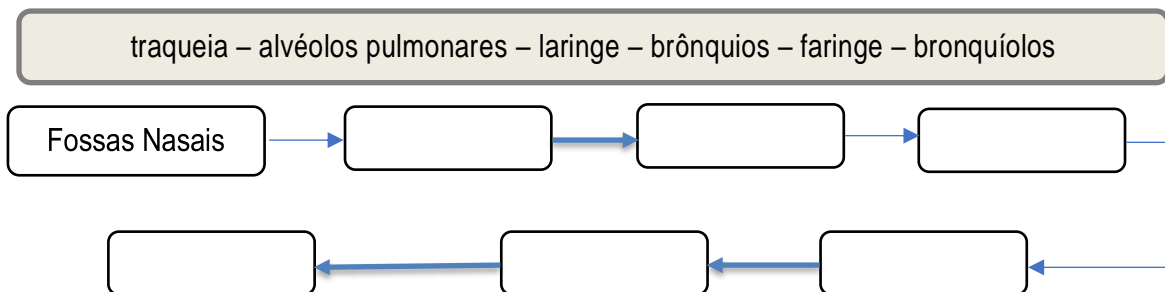 traqueia – alvéolos pulmonares – laringe – brônquios – faringe – bronquíolos
Fossas Nasais